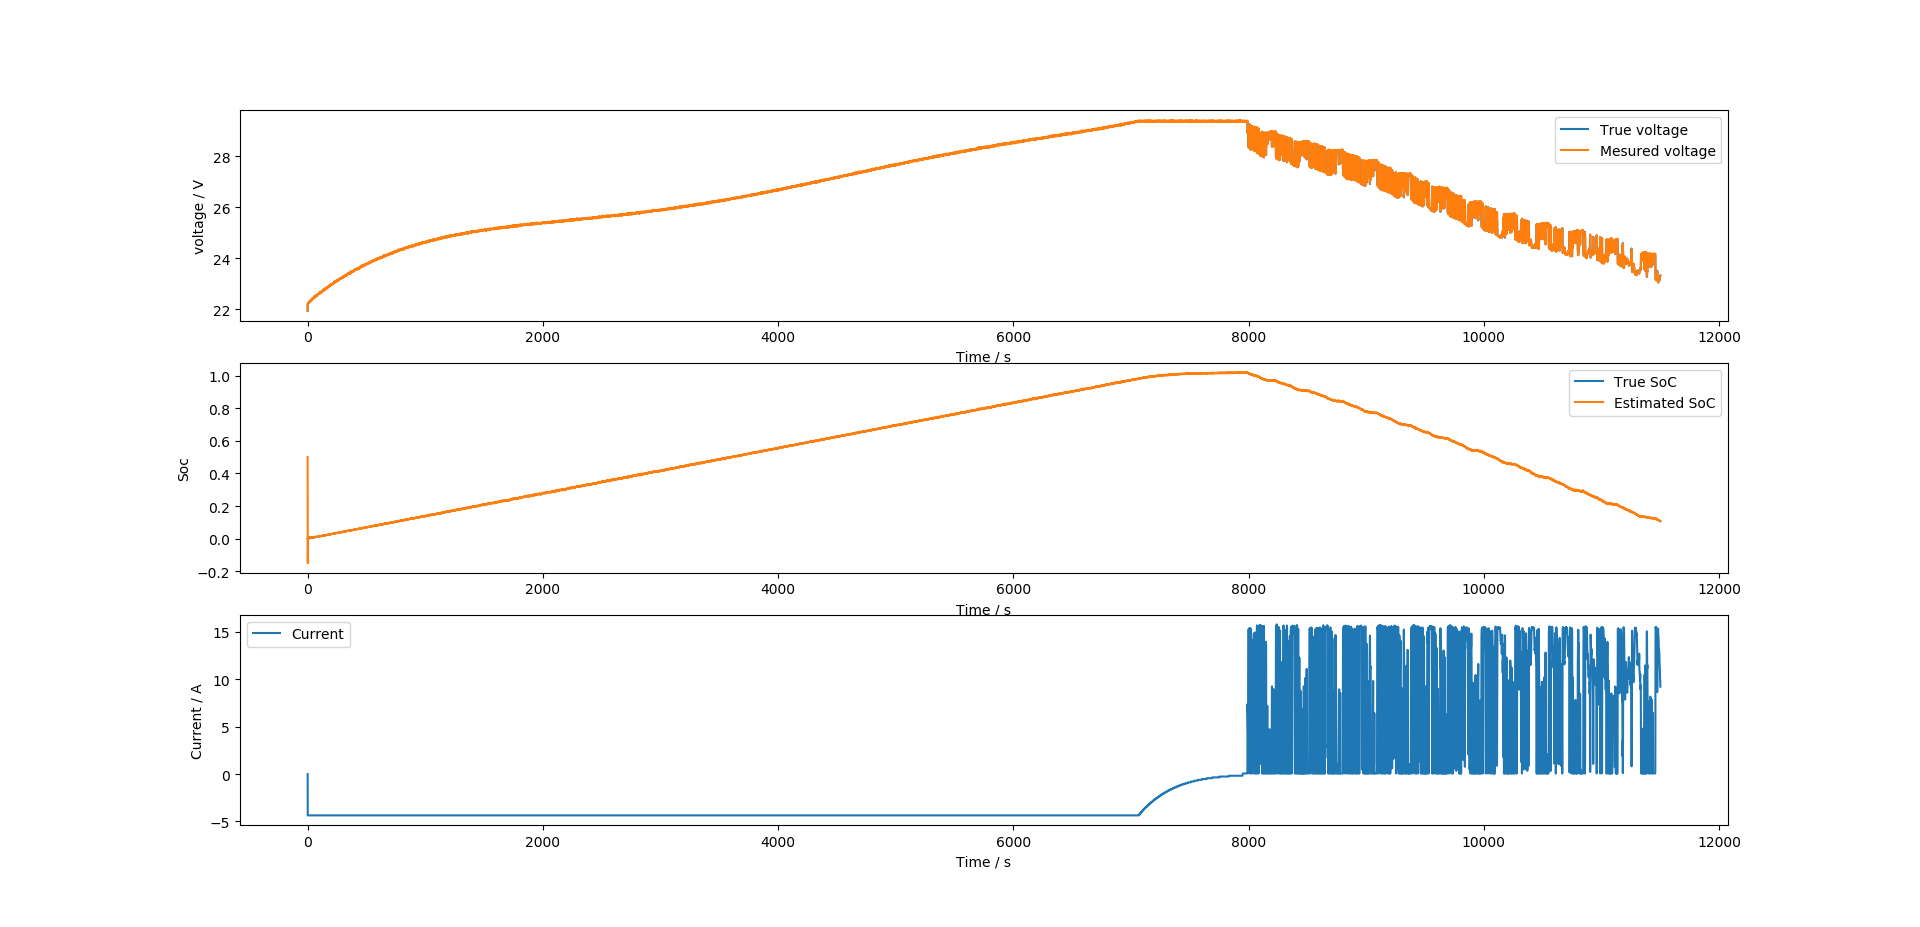 voltage / V
28
26
24
22
True voltage
Mesured voltage
0 2000 4000 6000 8000 10000 12000
Time / s
Soc
1.0
0.8
0.6
0.4
0.2
0.0
−0.2
True SoC
Estimated SoC
0 2000 4000 6000 8000 10000 12000
Time / s
Current / A
15
10
5
0
−5
Current
0 2000 4000 6000 8000 10000 12000
Time / s